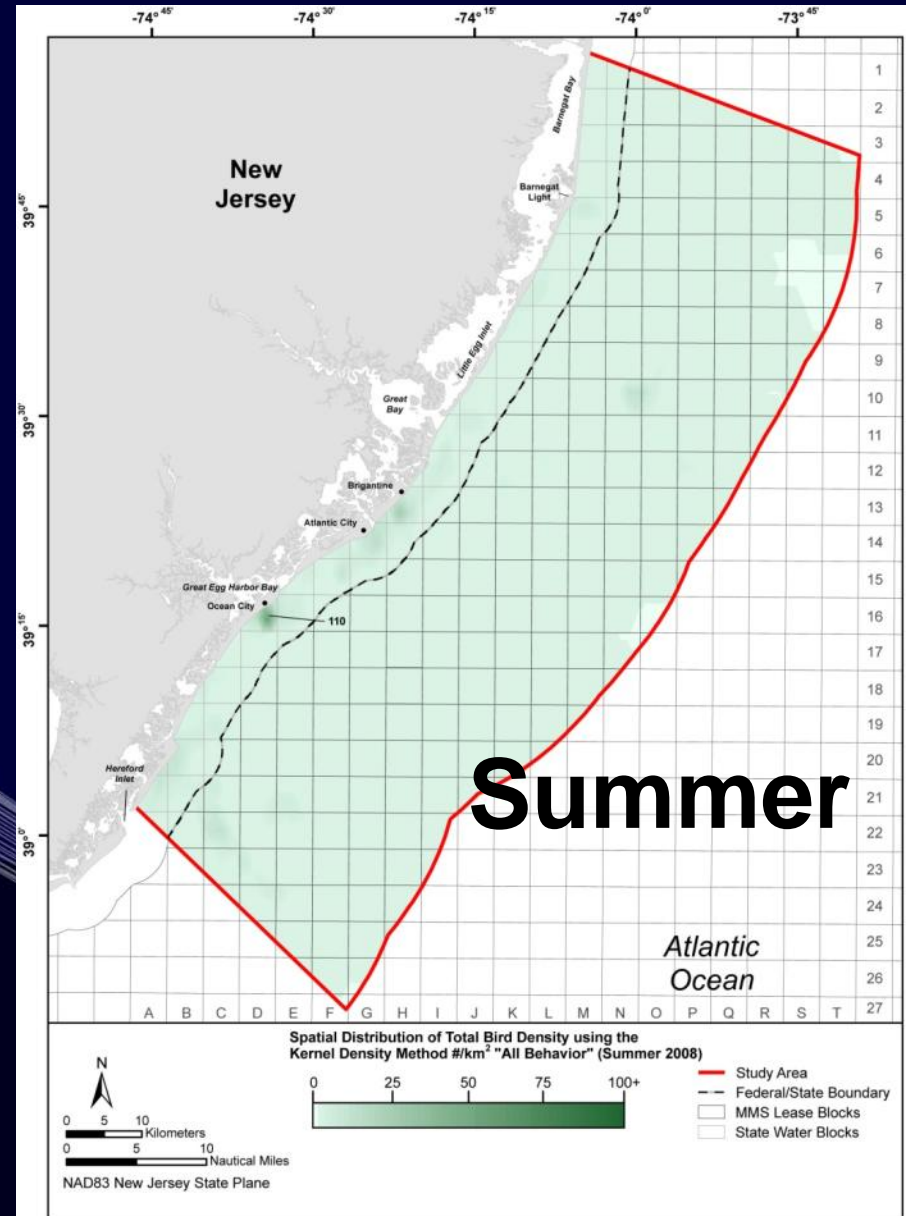 -74°45'
-74°30'
-74°15'
-74°0'
-73°45'
39°45'
39°30'
39°15'
39°0'
New
Jersey
Barnegat Bay
Barnegat
Light
Little Egg Inlet
Great
Bay
Brigantine
Atlantic City
Great Egg Harbor Bay
Ocean City
110
Hereford
Inlet
Summer
Atlantic
Ocean
1
2
3
4
5
6
7
8
9
10
11
12
13
14
15
16
17
18
19
20
21
22
23
24
25
26
27
A B C D E F G H I J K L M N O P Q R S T
Spatial Distribution of Total Bird Density using the
Kernel Density Method #/km² "All Behavior" (Summer 2008)
0 25 50 75 100+
N
0 5 10
Kilometers
0 5 10
Nautical Miles
NAD83 New Jersey State Plane
Study Area
Federal/State Boundary
MMS Lease Blocks
State Water Blocks